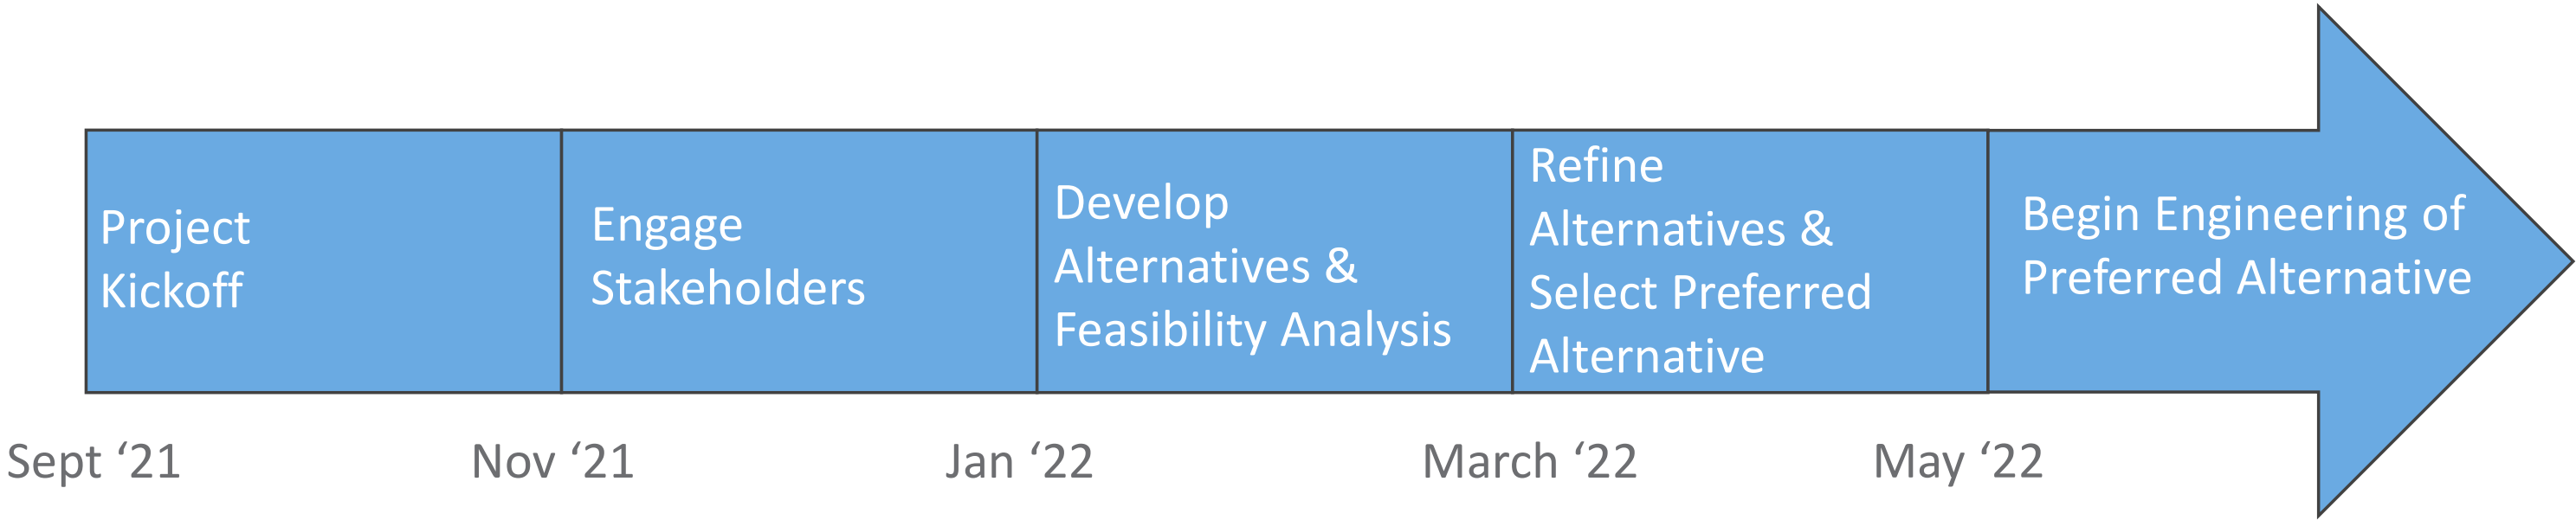 Project
Kickoff
Engage
Stakeholders
Develop
Alternatives &
Feasibility Analysis
Refine
Alternatives &
Select Preferred
Alternative
Begin Engineering of
Preferred Alternative
Sept ‘21
Nov ‘21
Jan ‘22
March ‘22
May ‘22